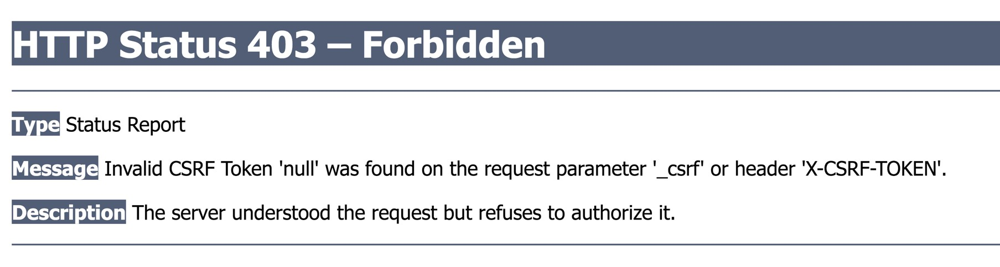 HTTP Status 403 – Forbidden
Type Status Report
Message Invalid CSRF Token 'null' was found on the request parameter '_csrf' or header 'X-CSRF-TOKEN'.
Description The server understood the request but refuses to authorize it.